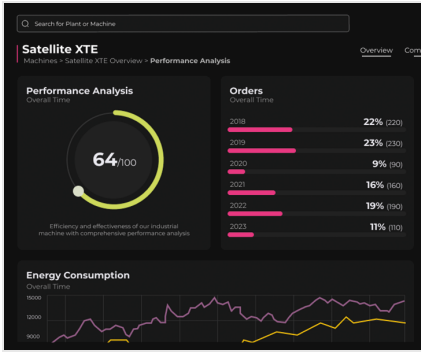 Search for Plant or Machine
Satellite XTE
Overview Com
Machines > Satellite XTE Overview > Performance Analysis
Performance Analysis
Overall Time
64/100
Efficiency and effectiveness of our industrial
machine with comprehensive performance analysis
Orders
Overall Time
2018 22% (220)
2019 23% (230)
2020 9% (90)
2021 16% (160)
2022 19% (190)
2023 11% (110)
Energy Consumption
Overall Time
15000
12000
9000